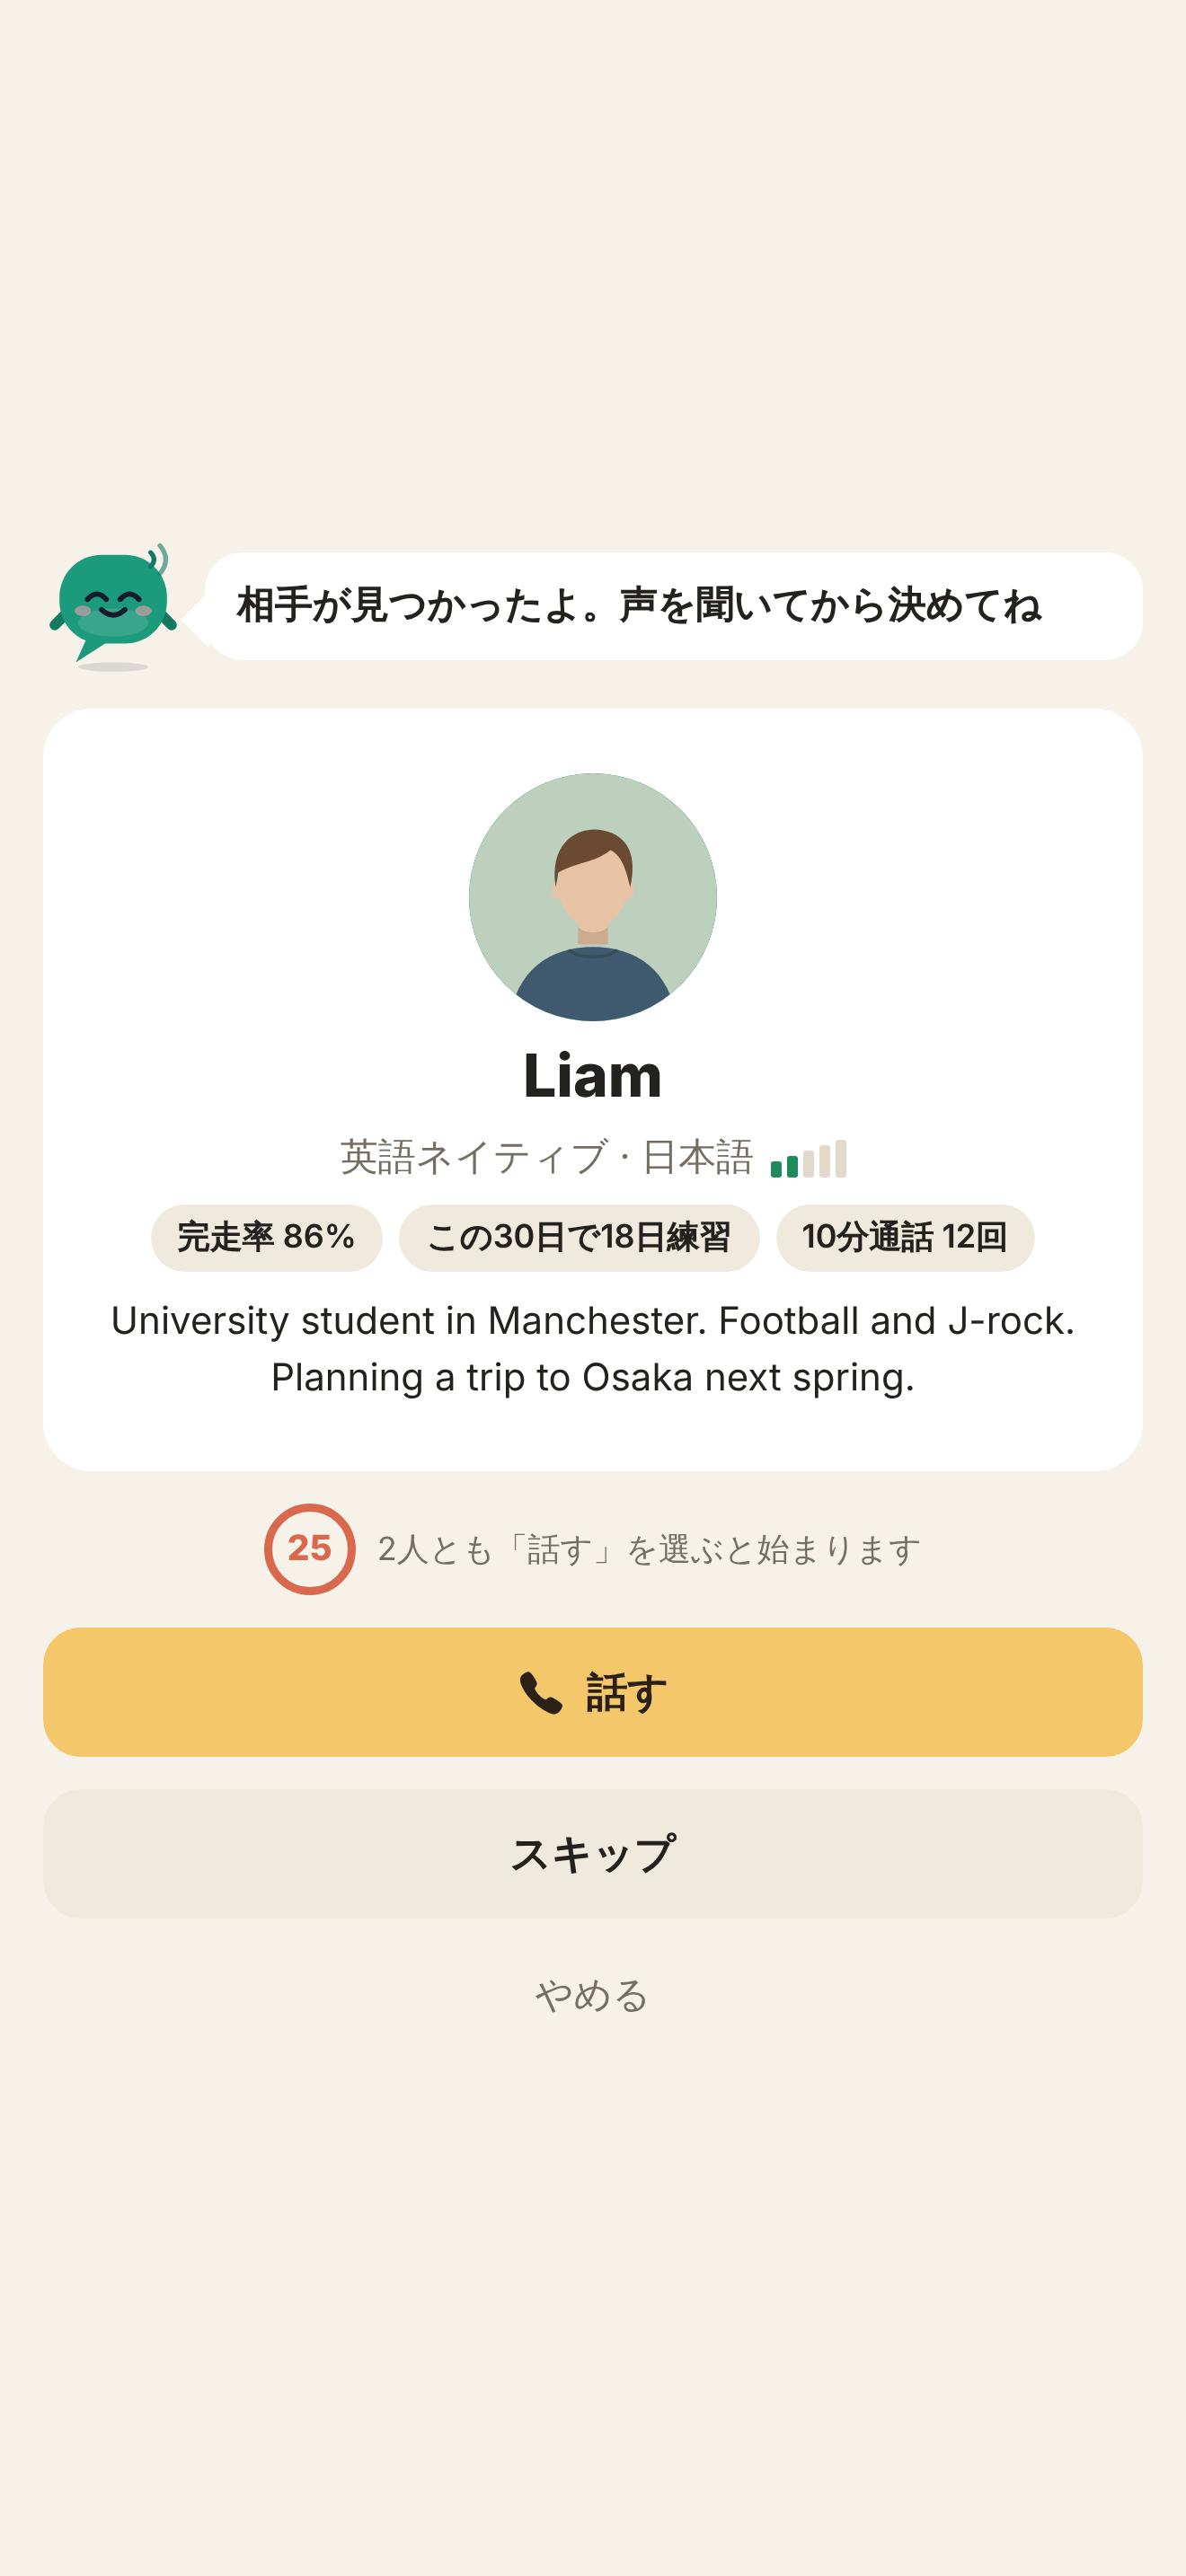 相手が見つかったよ。声を聞いてから決めてね
Liam
英語ネイティブ · 日本語
完走率 86%
この30日で18日練習
10分通話 12回
University student in Manchester. Football and J-rock.
Planning a trip to Osaka next spring.
25
2人とも「話す」を選ぶと始まります
話す
スキップ
やめる